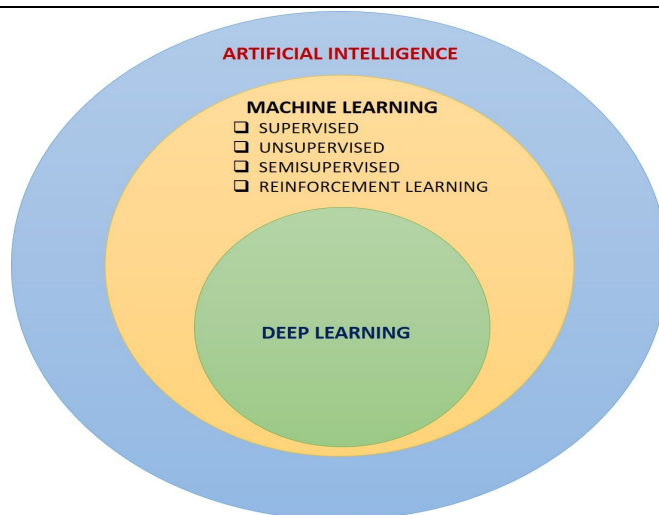 ARTIFICIAL INTELLIGENCE
MACHINE LEARNING
❑ SUPERVISED
❑ UNSUPERVISED
❑ SEMISUPERVISED
❑ REINFORCEMENT LEARNING
DEEP LEARNING